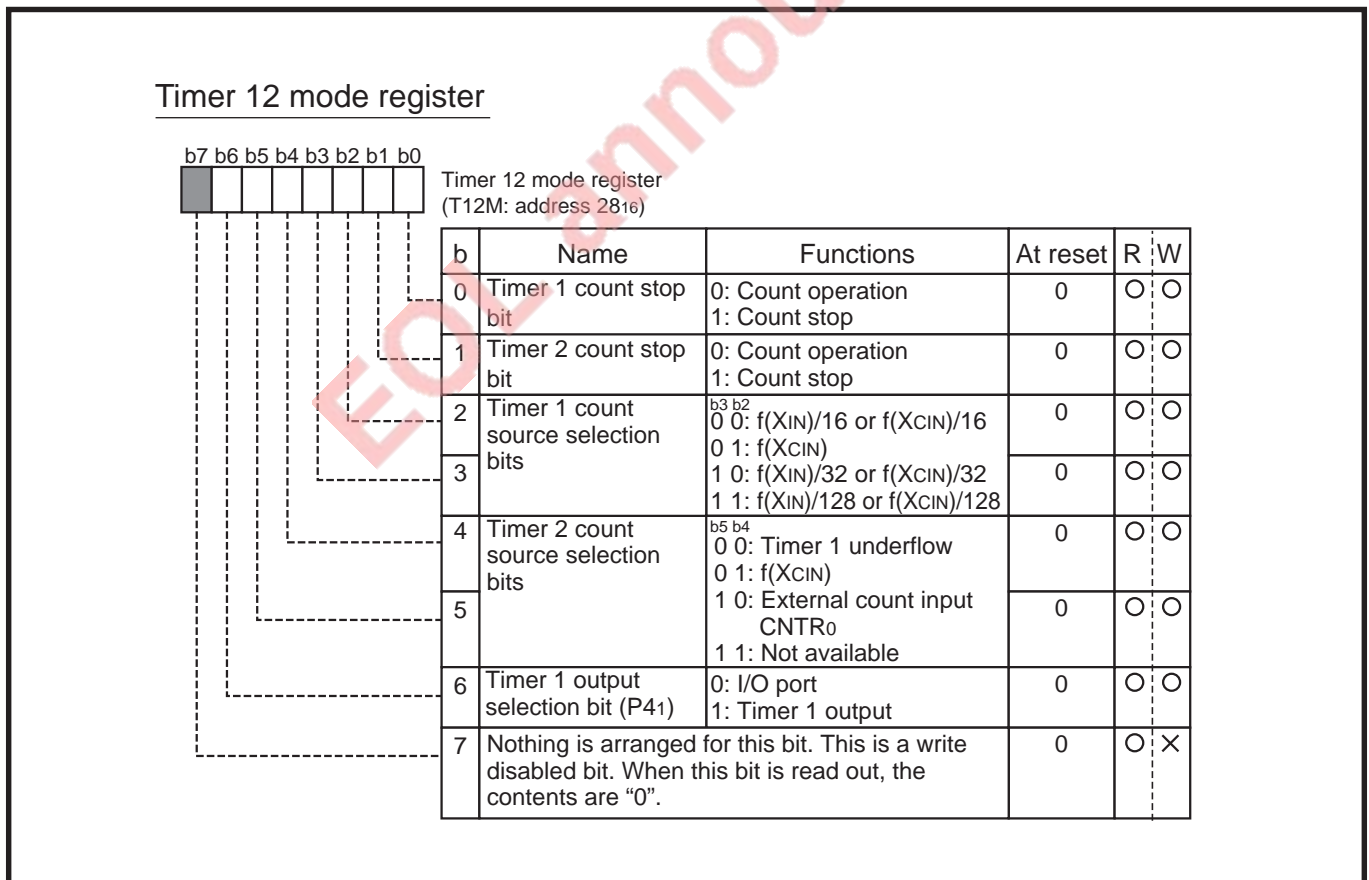 EOL annou
Timer 12 mode register
b7 b6 b5 b4 b3 b2 b1 b0
Timer 12 mode register
(T12M: address 2816)
b Name Functions At reset R W
0 Timer 1 count stop bit 0: Count operation 0 O O
1: Count stop
1 Timer 2 count stop bit 0: Count operation 0 O O
1: Count stop
2 Timer 1 count source selection bits b3 b2 0 O O
0 0: f(XIN)/16 or f(XCIN)/16
0 1: f(XCIN)
3 1 0: f(XIN)/32 or f(XCIN)/32 0 O O
1 1: f(XIN)/128 or f(XCIN)/128
4 Timer 2 count source selection bits b5 b4 0 O O
0 0: Timer 1 underflow
0 1: f(XCIN)
5 1 0: External count input 0 O O
CNTR0
1 1: Not available
6 Timer 1 output selection bit (P41) 0: I/O port 0 O O
1: Timer 1 output
7 Nothing is arranged for this bit. This is a write 0 O ×
disabled bit. When this bit is read out, the
contents are “0”.